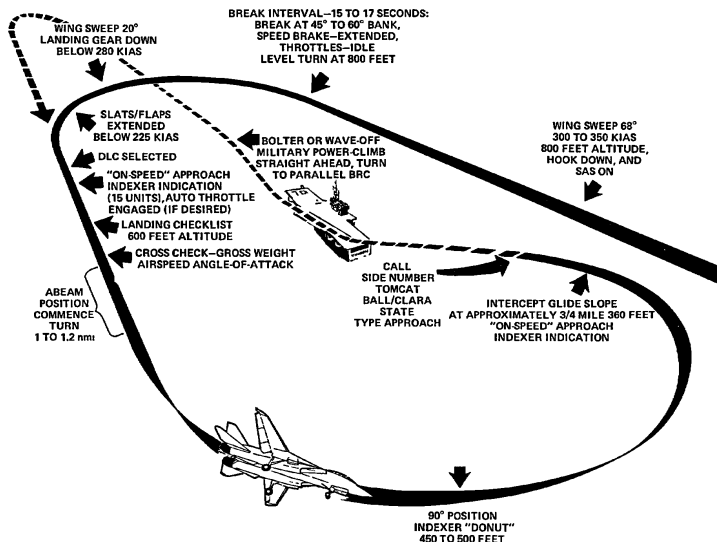 BREAK INTERVAL—15 TO 17 SECONDS:
BREAK AT 45° TO 60° BANK,
SPEED BRAKE—EXTENDED,
THROTTLES—IDLE
LEVEL TURN AT 800 FEET
WING SWEEP 20°
LANDING GEAR DOWN
BELOW 280 KIAS
SLATS/FLAPS
EXTENDED
BELOW 225 KIAS
DLC SELECTED
"ON-SPEED" APPROACH
INDEXER INDICATION
(15 UNITS), AUTO THROTTLE
ENGAGED (IF DESIRED)
LANDING CHECKLIST
600 FEET ALTITUDE
CROSS CHECK—GROSS WEIGHT
AIRSPEED ANGLE-OF-ATTACK
ABEAM
POSITION
COMMENCE
TURN
1 TO 1.2 nmi
BOLTER OR WAVE-OFF
MILITARY POWER-CLIMB
STRAIGHT AHEAD, TURN
TO PARALLEL BRC
WING SWEEP 68°
300 TO 350 KIAS
800 FEET ALTITUDE,
HOOK DOWN, AND
SAS ON
CALL
SIDE NUMBER
TOMCAT
BALL/CLARA
STATE
TYPE APPROACH
INTERCEPT GLIDE SLOPE
AT APPROXIMATELY 3/4 MILE 360 FEET
"ON-SPEED" APPROACH
INDEXER INDICATION
90° POSITION
INDEXER "DONUT"
450 TO 500 FEET